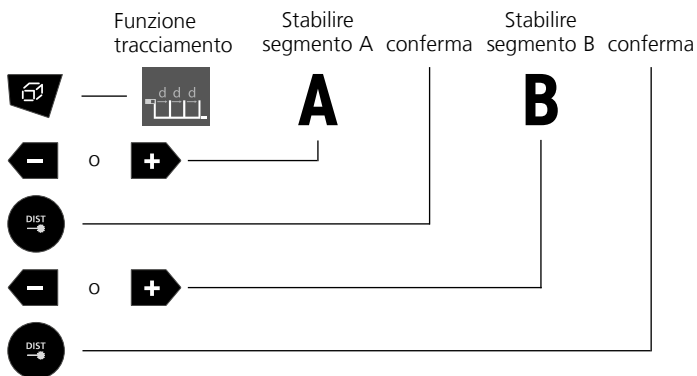 Funzione
tracciamento
Stabilire
segmento A
conferma
Stabilire
segmento B
conferma
d d d
A
B
- o +
DIST
- o +
DIST